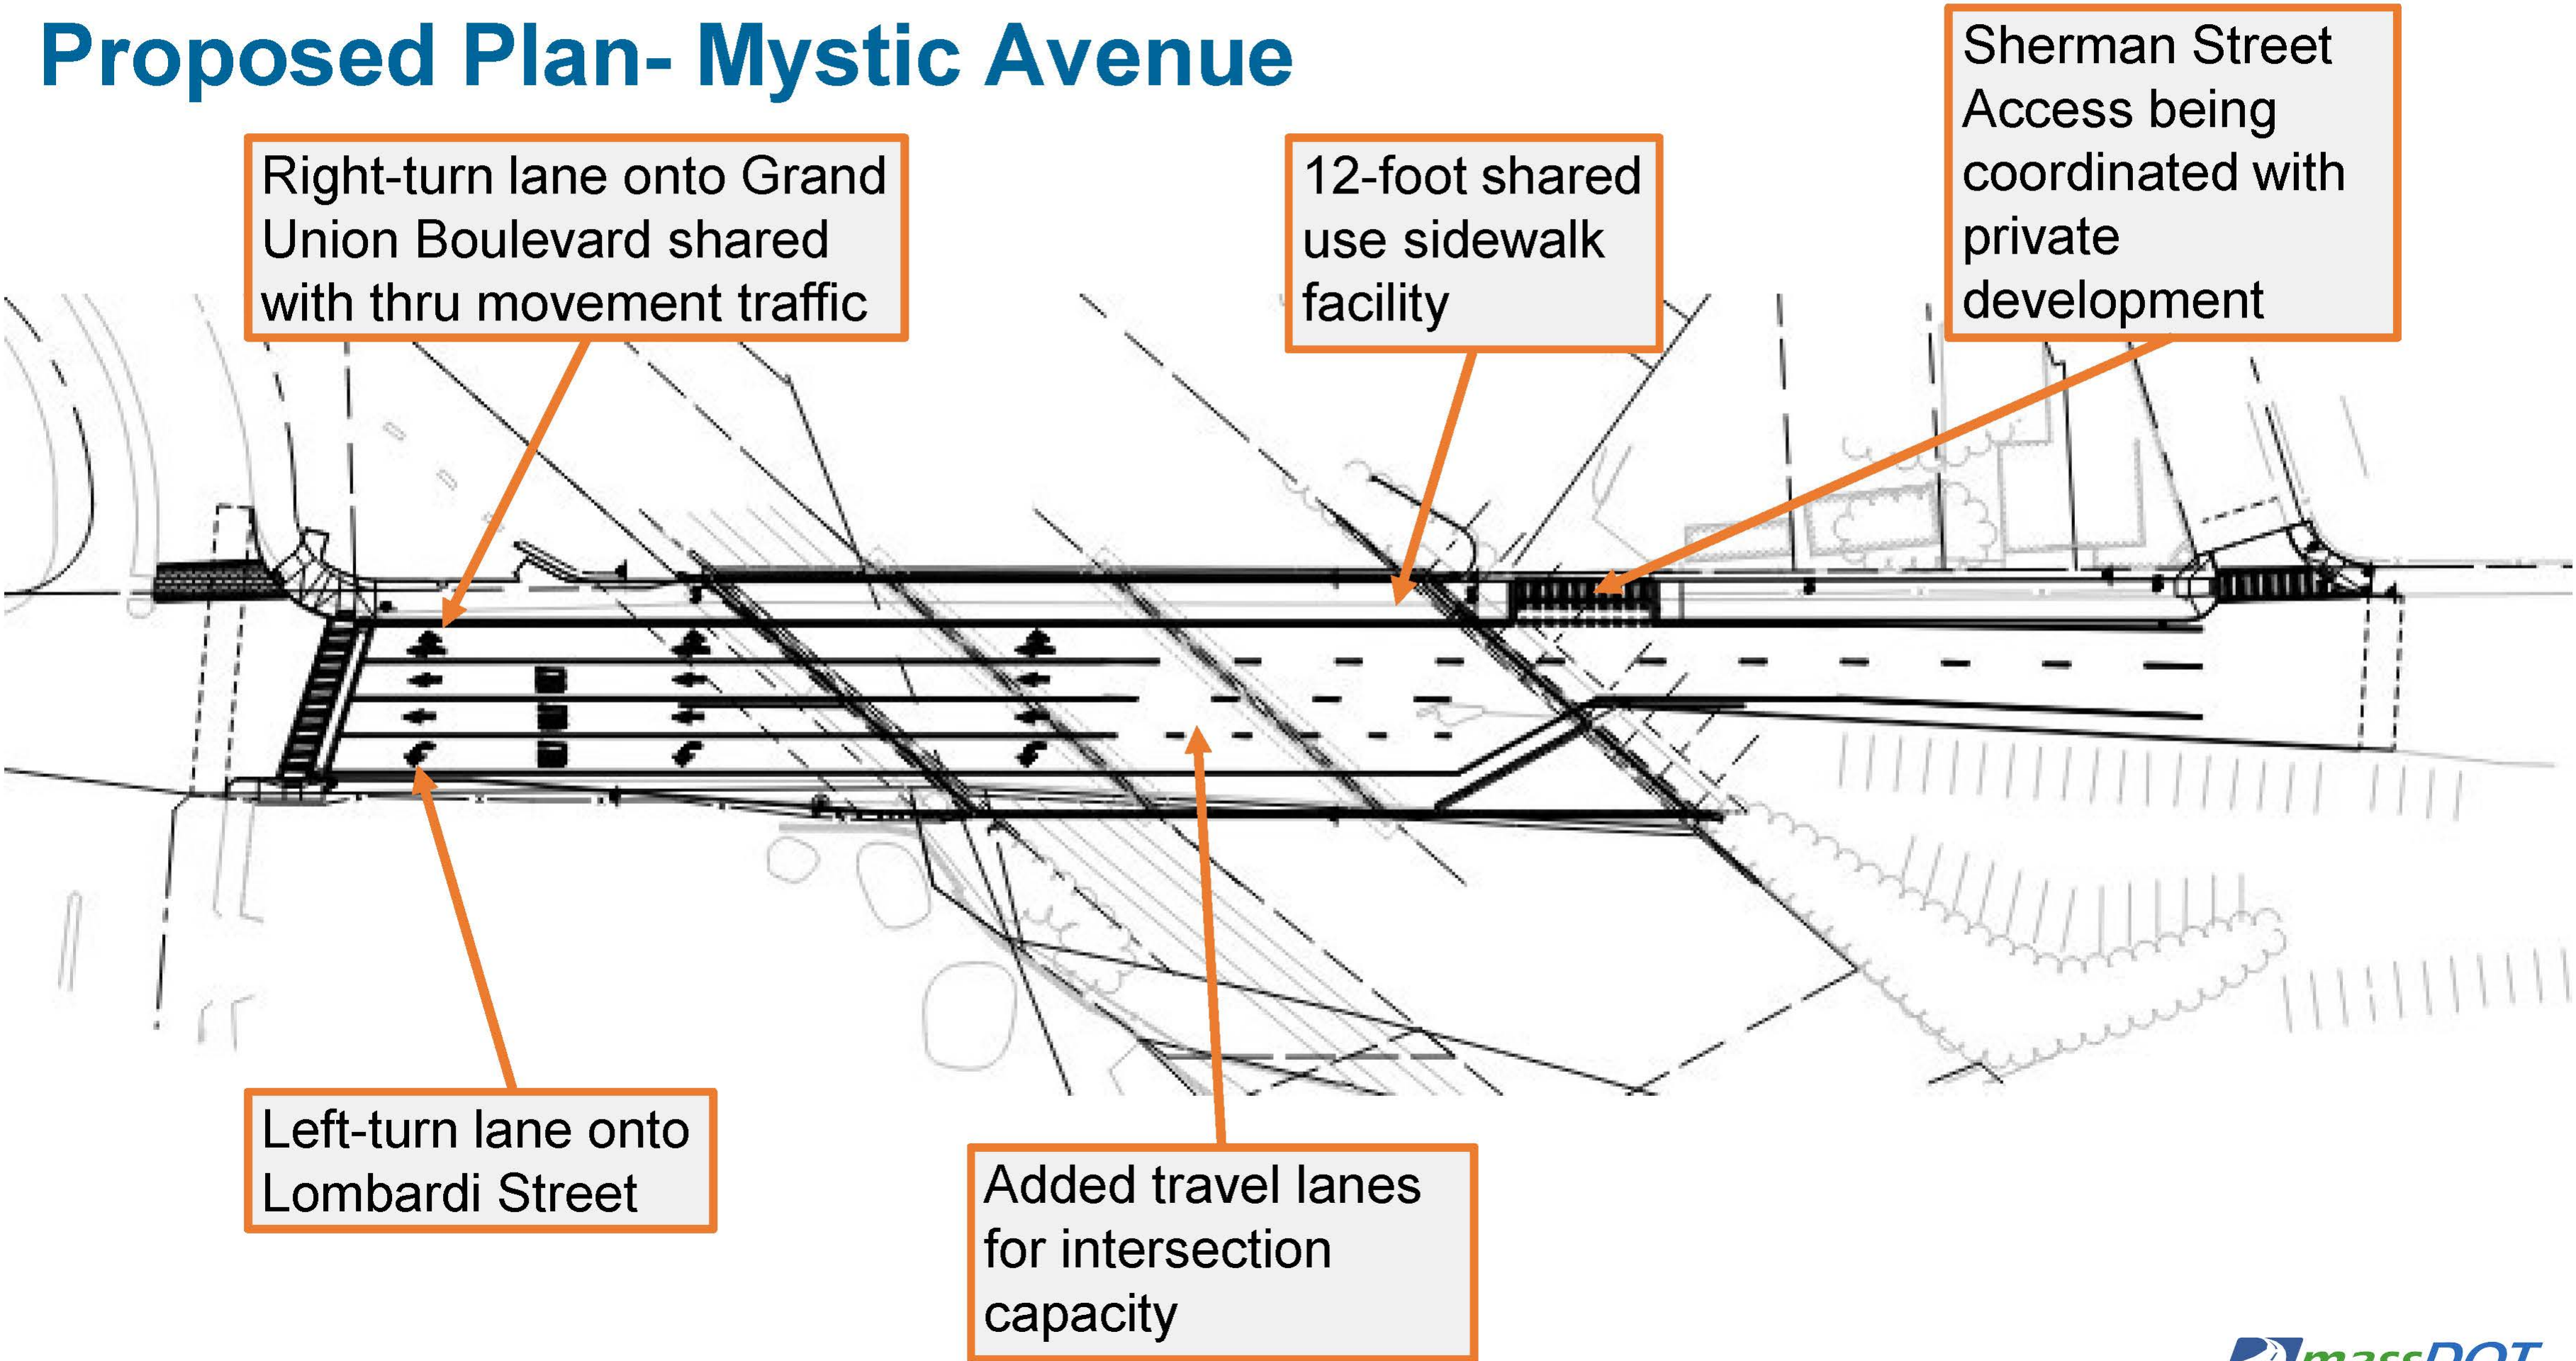 Proposed Plan- Mystic Avenue
Right-turn lane onto Grand
Union Boulevard shared
with thru movement traffic
12-foot shared
use sidewalk
facility
Sherman Street
Access being
coordinated with
private
development
Left-turn lane onto
Lombardi Street
Added travel lanes
for intersection
capacity
massDOT